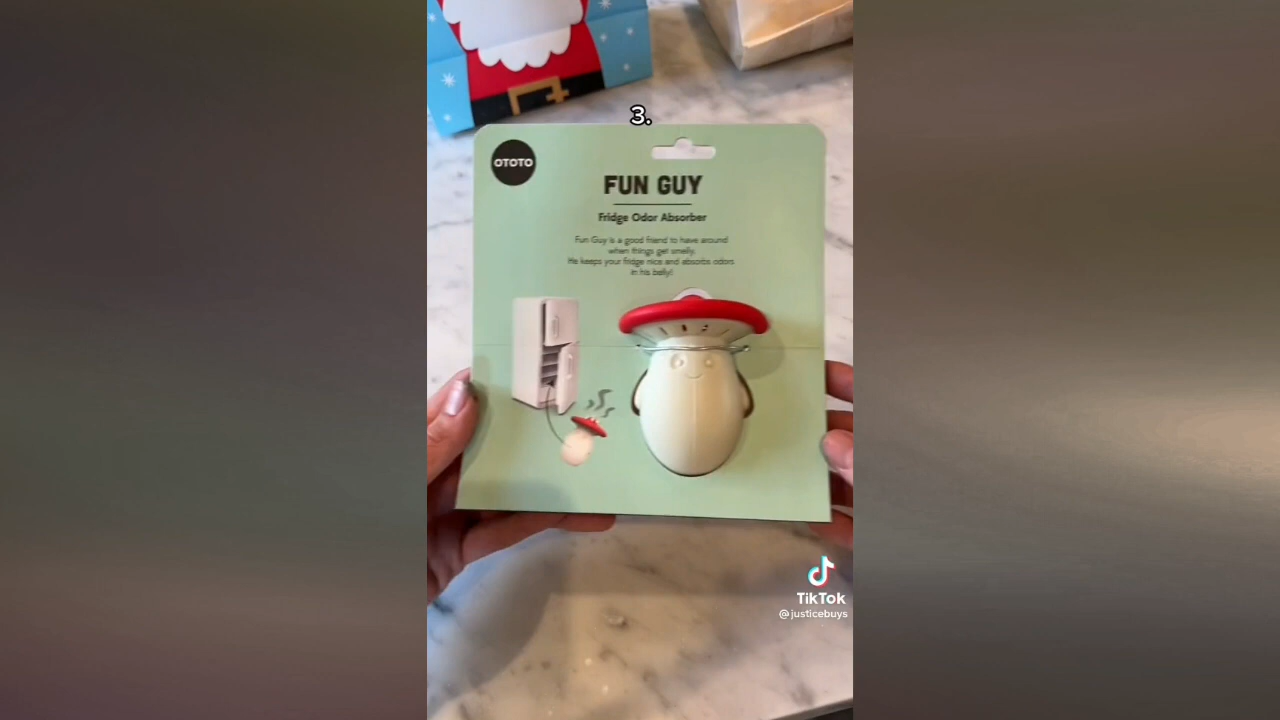 3.
OTOTO
FUN GUY
Fridge Odor Absorber
Fun Guy is a good friend to have around
when things get smelly.
He keeps your fridge nice and absorbs odors
in his belly!
TikTok
@justicebuys